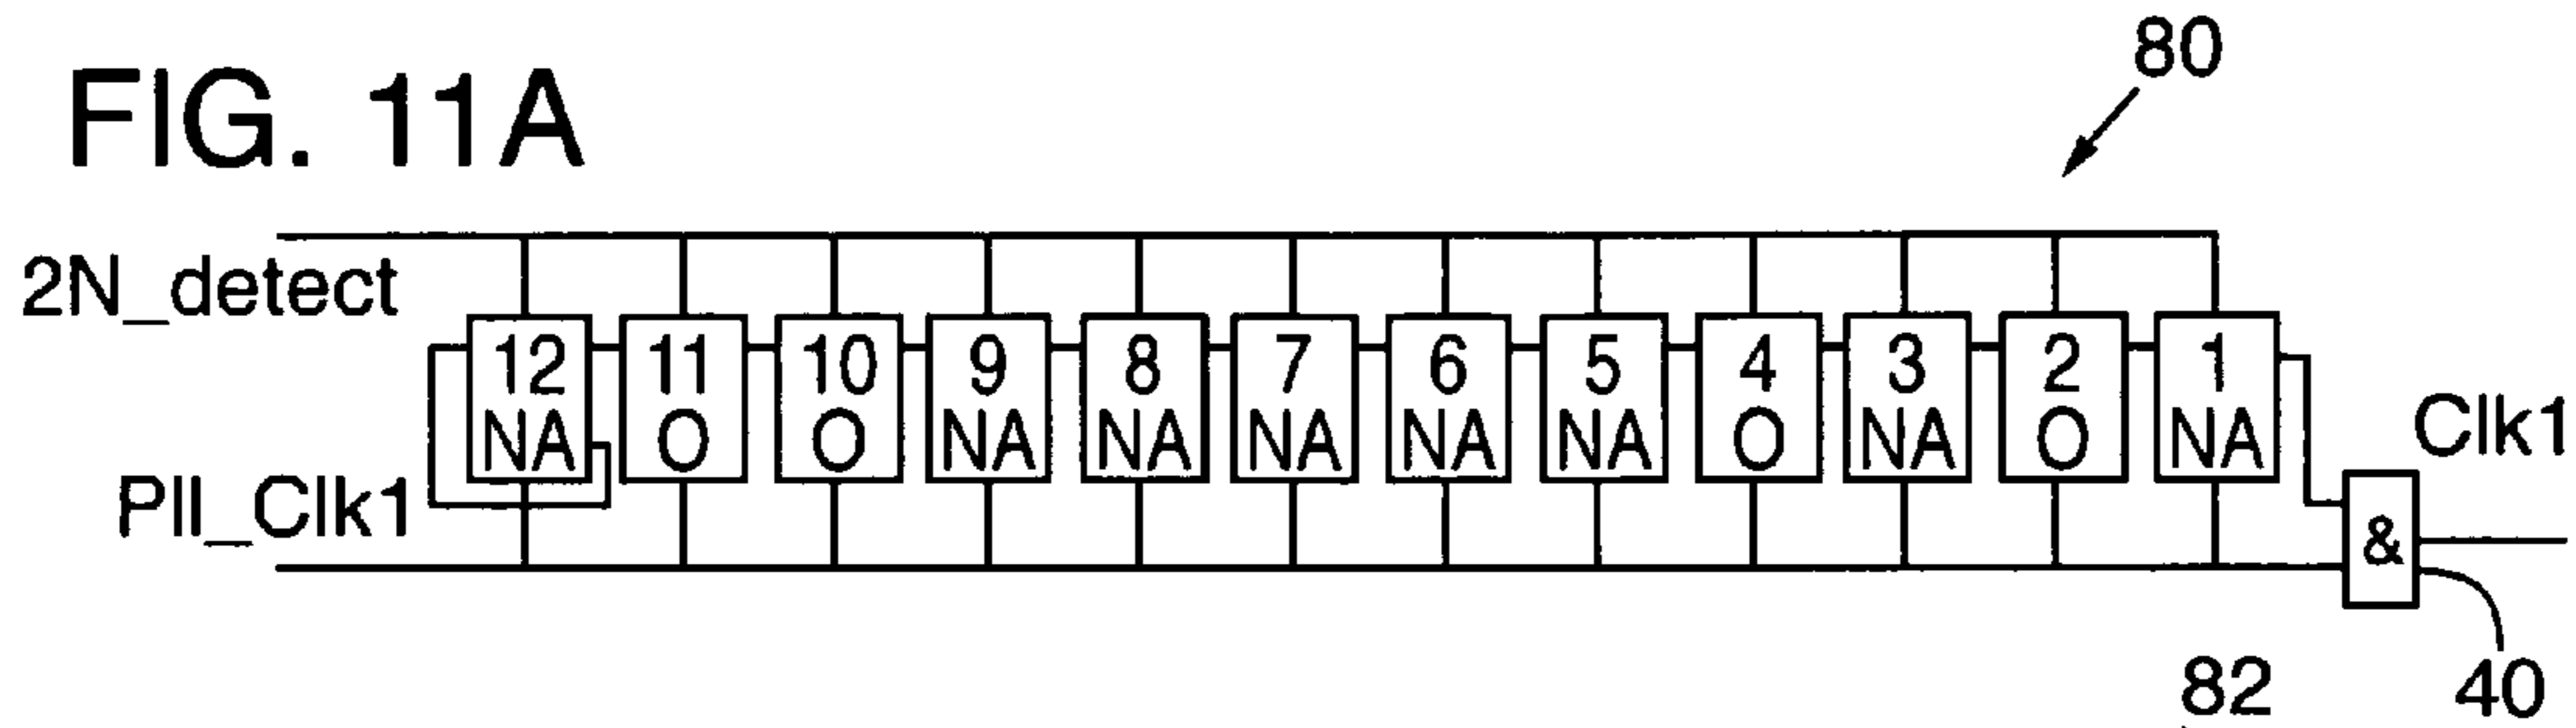 80
FIG. 11A
2N_detect
12 11 10 9 8 7 6 5 4 3 2 1
NA O O NA NA NA NA NA O NA O NA
Clk1
Pll_Clk1
&
82
40